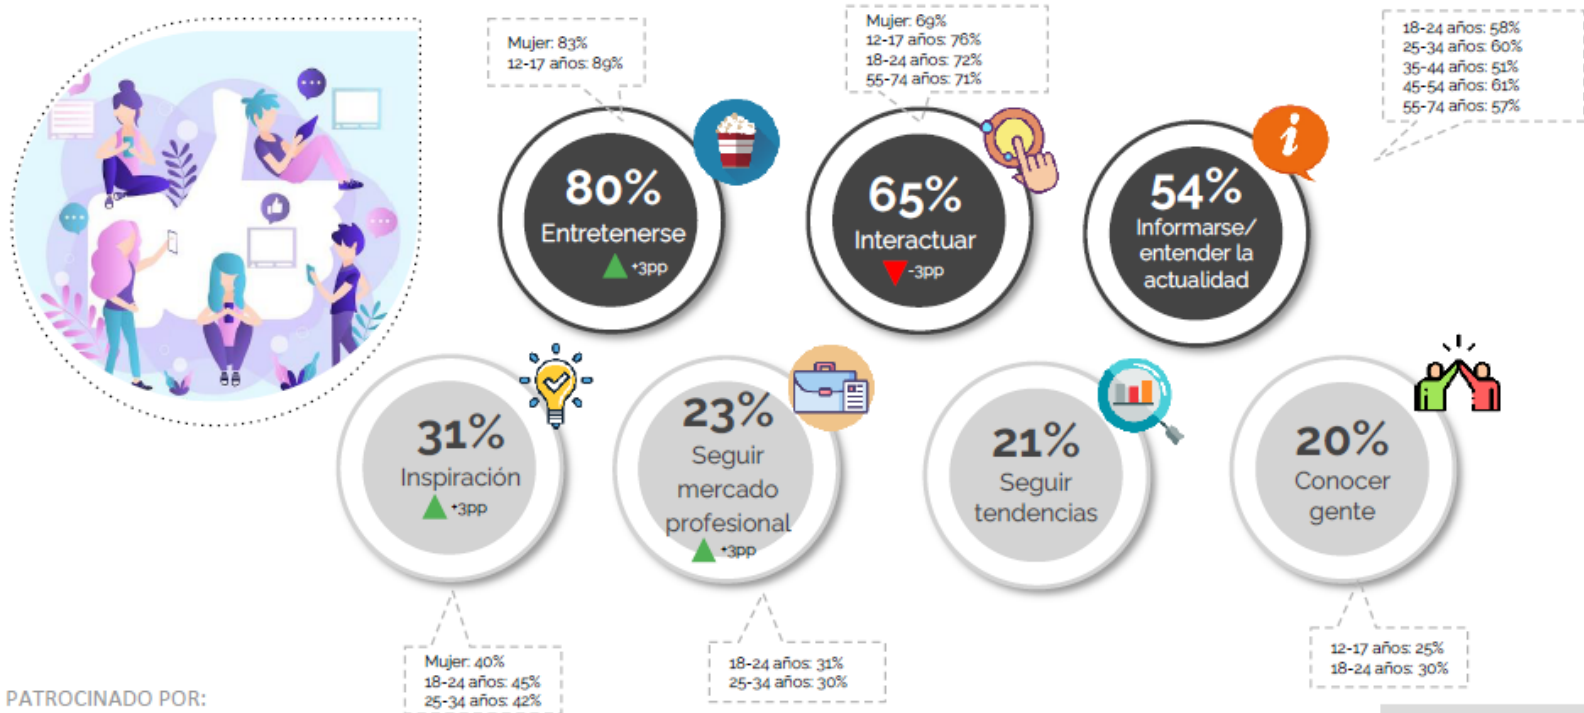 Mujer: 83%
12-17 años: 89%
Mujer: 69%
12-17 años: 76%
18-24 años: 72%
55-74 años: 71%
18-24 años: 58%
25-34 años: 60%
35-44 años: 51%
45-54 años: 61%
55-74 años: 57%
80%
Entretenerse
+3pp
65%
Interactuar
-3pp
54%
Informarse/
entender la
actualidad
i
31%
Inspiración
+3pp
23%
Seguir
mercado
profesional
+3pp
21%
Seguir
tendencias
20%
Conocer
gente
Mujer: 40%
18-24 años: 45%
25-34 años: 42%
18-24 años: 31%
25-34 años: 30%
12-17 años: 25%
18-24 años: 30%
PATROCINADO POR: